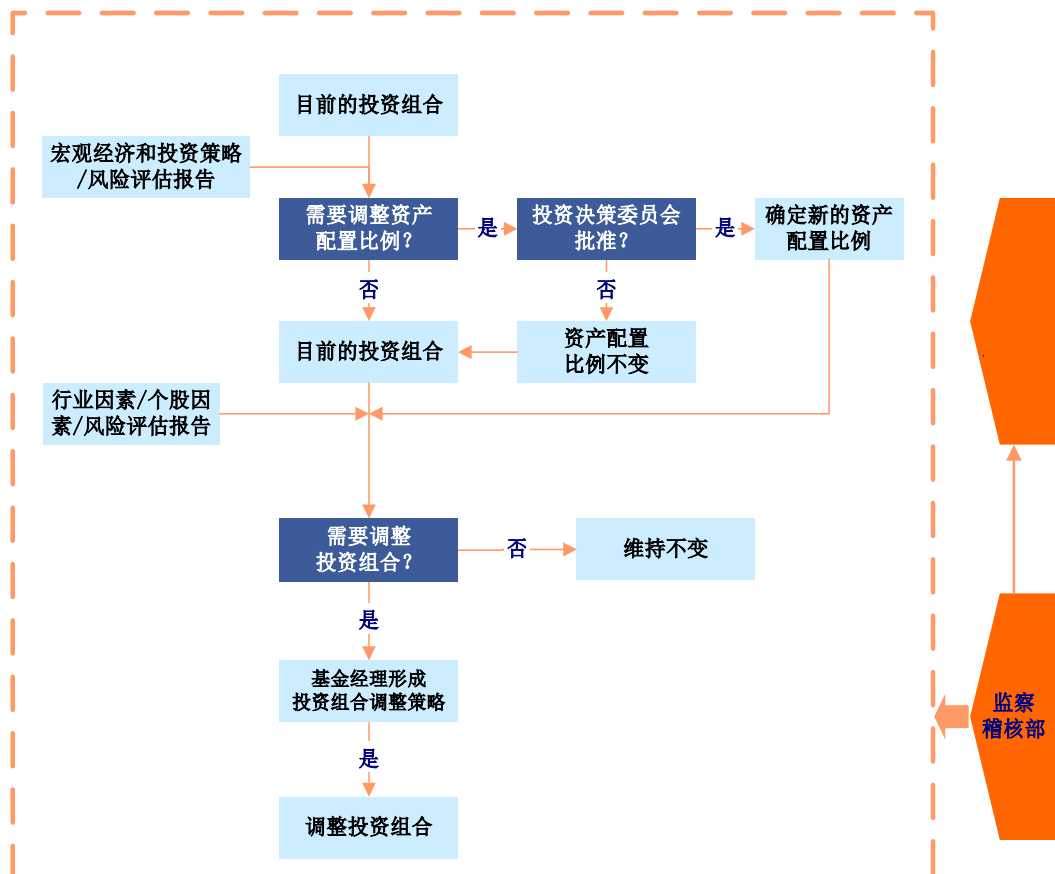 目前的投资组合
宏观经济和投资策略
/风险评估报告
需要调整资产
配置比例？
是
投资决策委员会
批准？
是
确定新的资产
配置比例
否
否
目前的投资组合
资产配置
比例不变
行业因素/个股因
素/风险评估报告
需要调整
投资组合？
否
维持不变
是
基金经理形成
投资组合调整策略
监察
稽核部
是
调整投资组合